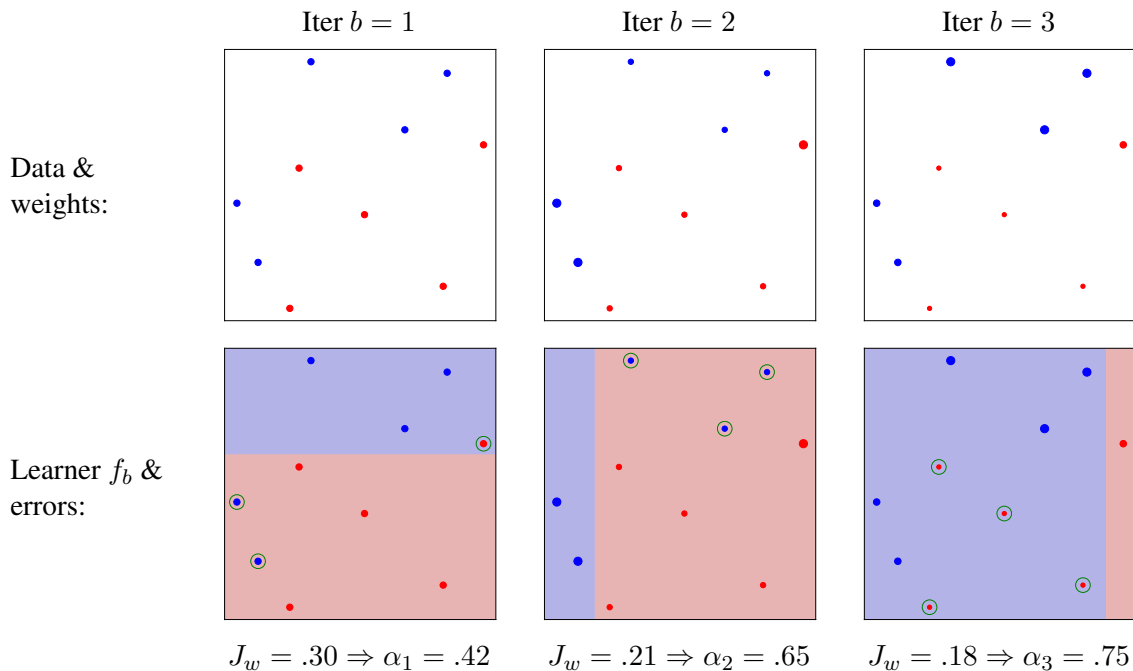 Iter b = 1
Iter b = 2
Iter b = 3
Data &
weights:
Learner f_b &
errors:
J_w = .30 ⇒ α_1 = .42
J_w = .21 ⇒ α_2 = .65
J_w = .18 ⇒ α_3 = .75